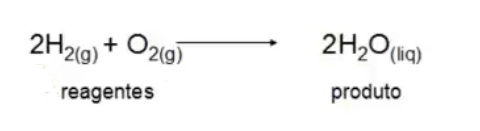 2H₂(g) + O₂(g) ⟶ 2H₂O(liq)
reagentes produto